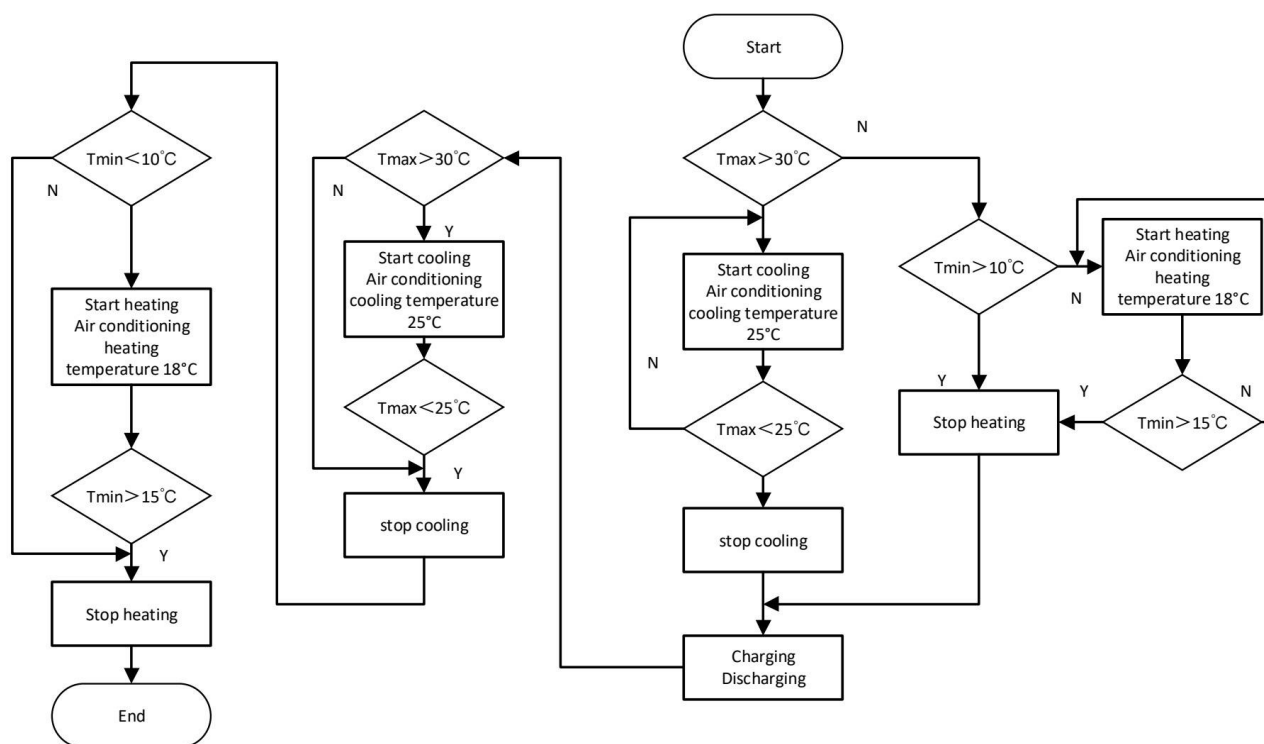 Start
Tmax＞30℃
N
Start cooling
Air conditioning
cooling temperature
25°C
N
Tmax＜25℃
stop cooling
Tmin＞10℃
N
Y
Start heating
Air conditioning
heating
temperature 18°C
Tmin＞15℃
Y
N
Stop heating
Charging
Discharging
Tmax＞30℃
N
Y
Start cooling
Air conditioning
cooling temperature
25°C
Tmax＜25℃
Y
stop cooling
Tmin＜10℃
N
Start heating
Air conditioning
heating
temperature 18°C
Tmin＞15℃
Y
Stop heating
End